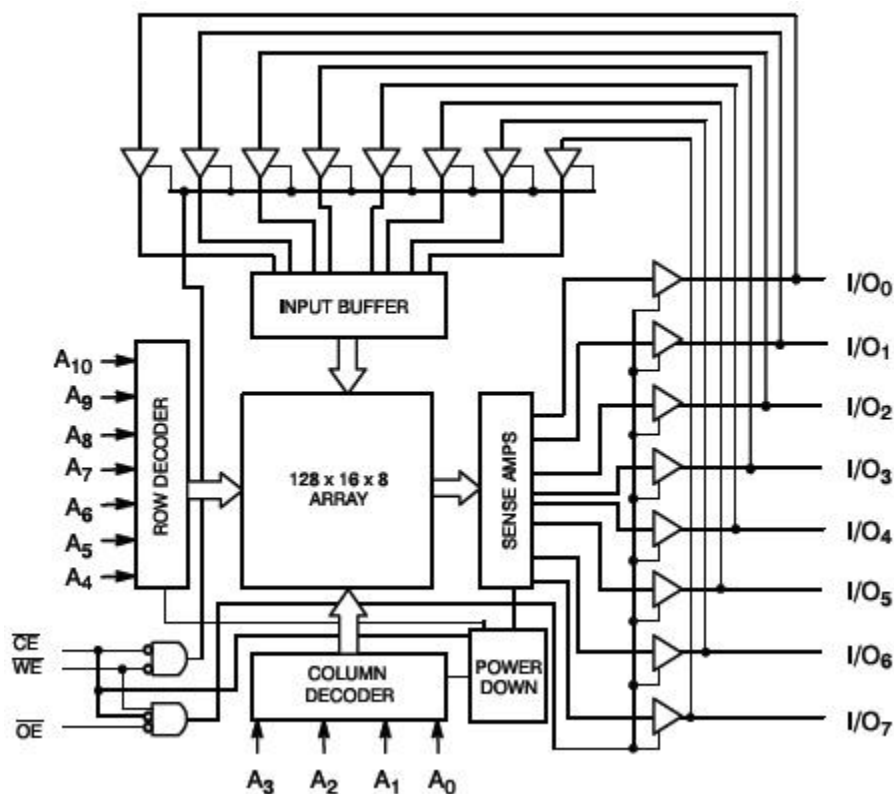 INPUT BUFFER
I/O0
I/O1
I/O2
I/O3
I/O4
I/O5
I/O6
I/O7
A10
A9
A8
A7
A6
A5
A4
ROW DECODER
128 x 16 x 8
ARRAY
SENSE AMPS
CE
WE
OE
COLUMN
DECODER
POWER
DOWN
A3
A2
A1
A0